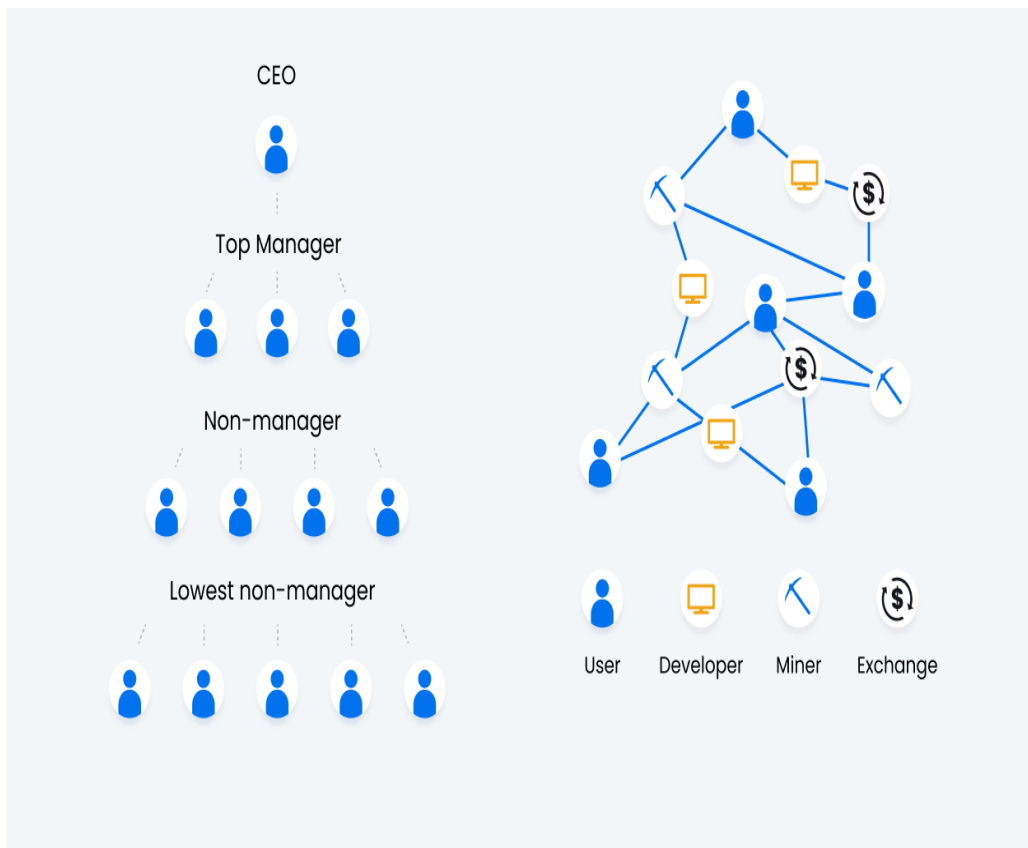 CEO
Top Manager
Non-manager
Lowest non-manager
$
$
$
User
Developer
Miner
Exchange